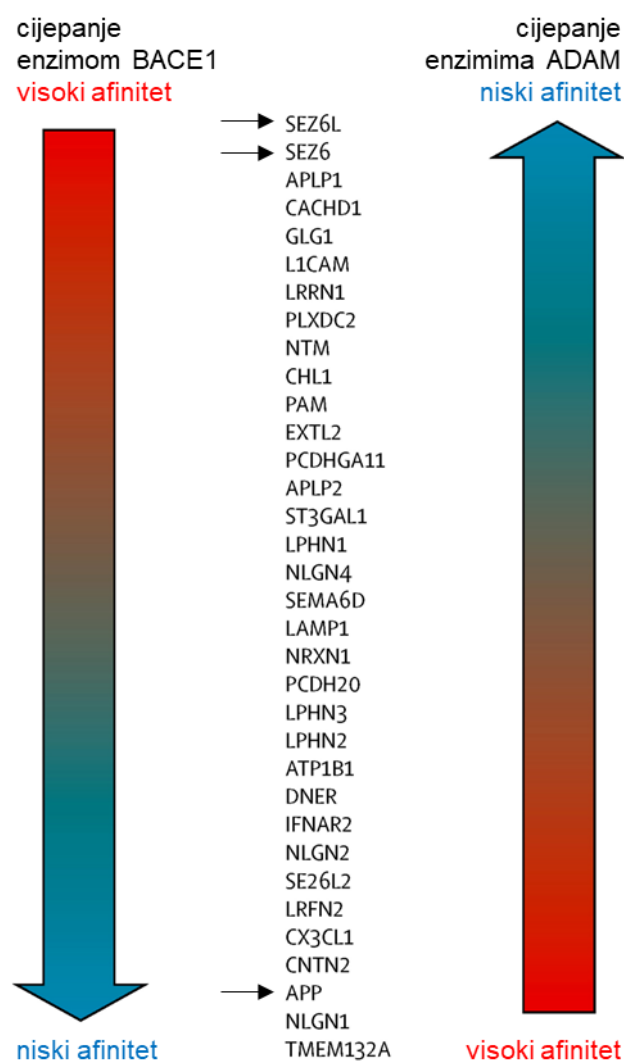 cijepanje
enzimom BACE1
visoki afinitet
cijepanje
enzimima ADAM
niski afinitet
SEZ6L
SEZ6
APLP1
CACHD1
GLG1
L1CAM
LRRN1
PLXDC2
NTM
CHL1
PAM
EXTL2
PCDHGA11
APLP2
ST3GAL1
LPHN1
NLGN4
SEMA6D
LAMP1
NRXN1
PCDH20
LPHN3
LPHN2
ATP1B1
DNER
IFNAR2
NLGN2
SE26L2
LRFN2
CX3CL1
CNTN2
APP
NLGN1
TMEM132A
niski afinitet
visoki afinitet